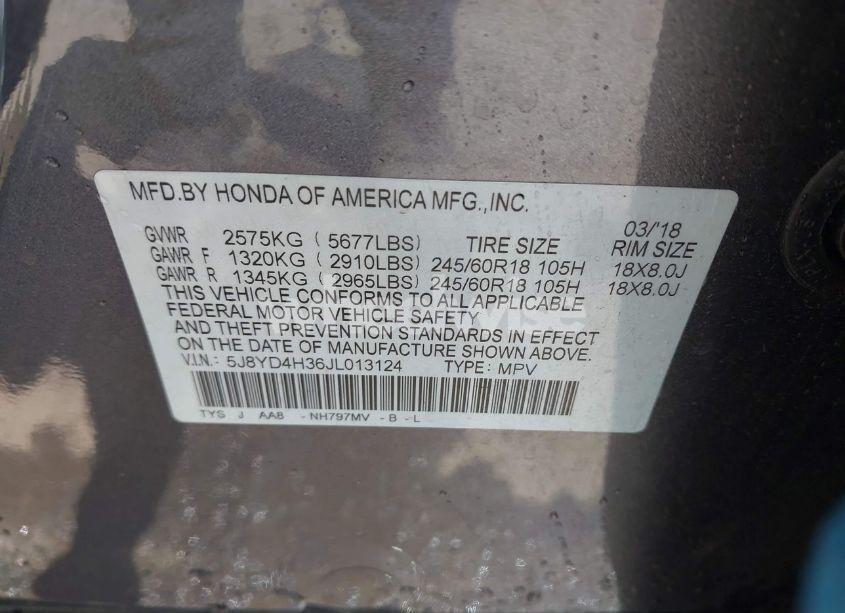 MFD.BY HONDA OF AMERICA MFG.,INC.
03/'18
GVWR 2575KG ( 5677LBS) TIRE SIZE RIM SIZE
GAWR F 1320KG ( 2910LBS) 245/60R18 105H 18X8.0J
GAWR R 1345KG ( 2965LBS) 245/60R18 105H 18X8.0J
THIS VEHICLE CONFORMS TO ALL APPLICABLE
FEDERAL MOTOR VEHICLE SAFETY
AND THEFT PREVENTION STANDARDS IN EFFECT
ON THE DATE OF MANUFACTURE SHOWN ABOVE.
V.I.N.: 5J8YD4H36JL013124 TYPE: MPV
TYS J AA8 -NH797MV -B -L